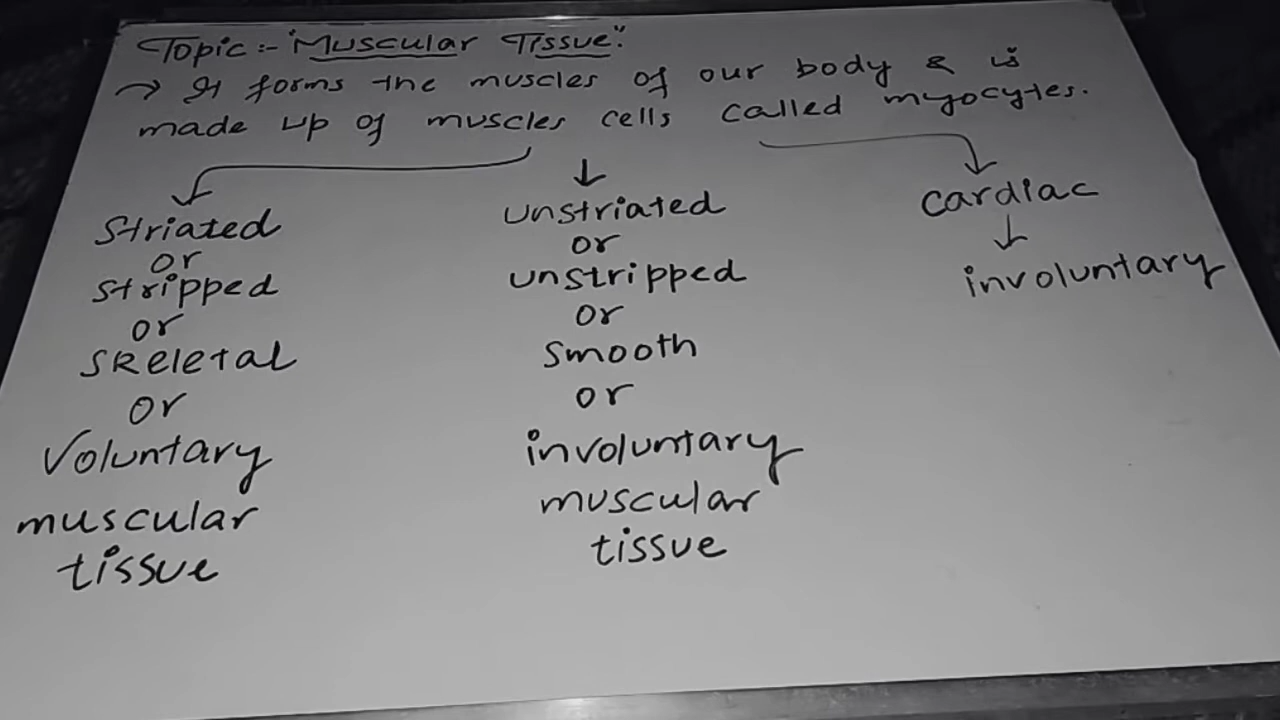 Topic:- "Muscular Tissue".
→ It forms the muscles of our body & is
made up of muscles cells called myocytes.
Striated
or
Stripped
or
Skeletal
or
Voluntary
muscular
tissue
Unstriated
or
unstripped
or
Smooth
or
involuntary
muscular
tissue
cardiac
↓
involuntary